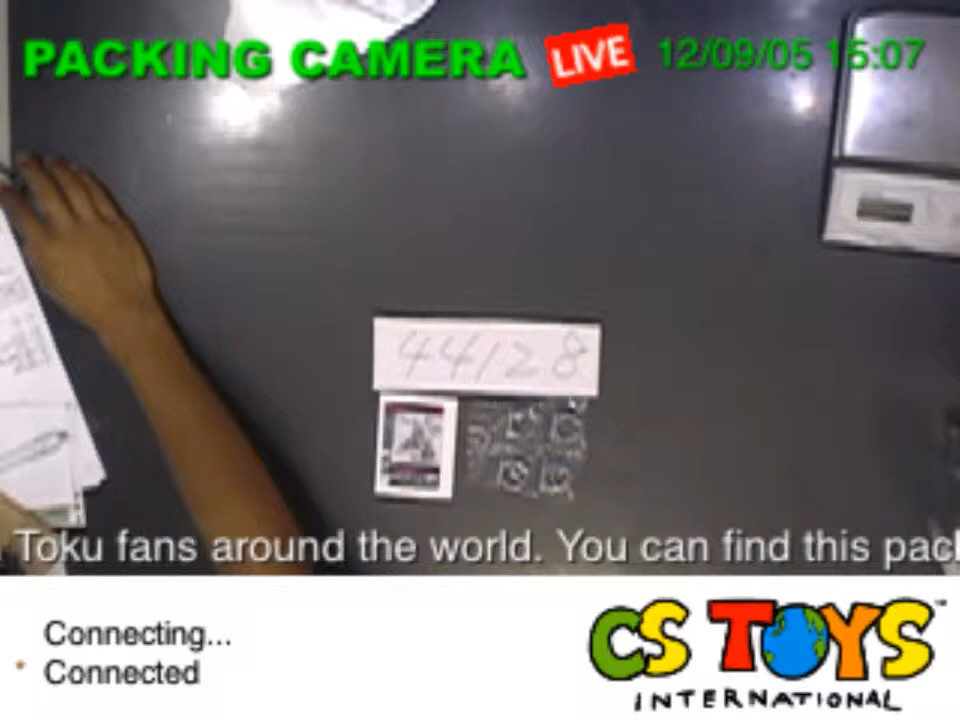 PACKING CAMERA LIVE 12/09/05 15:07
44128
Toku fans around the world. You can find this pac
Connecting...
Connected
CS TOYS
INTERNATIONAL